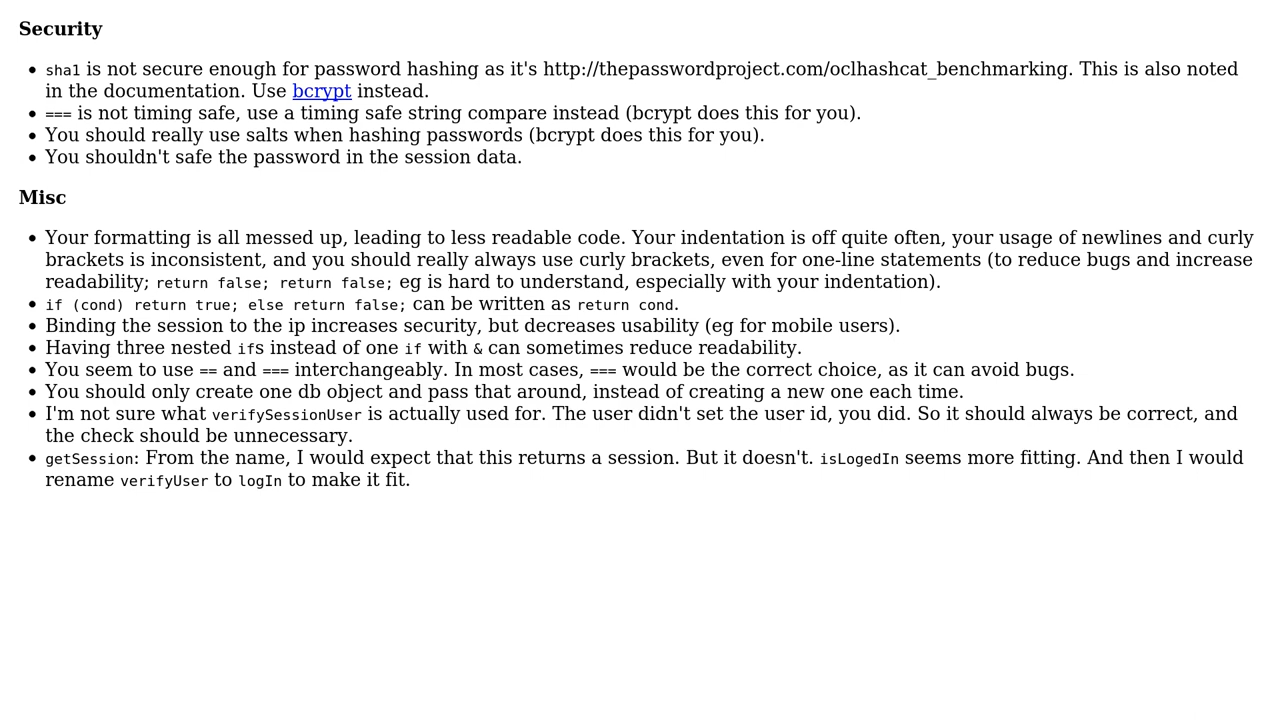 Security
sha1 is not secure enough for password hashing as it's http://thepasswordproject.com/oclhashcat_benchmarking. This is also noted
in the documentation. Use bcrypt instead.
=== is not timing safe, use a timing safe string compare instead (bcrypt does this for you).
You should really use salts when hashing passwords (bcrypt does this for you).
You shouldn't safe the password in the session data.
Misc
Your formatting is all messed up, leading to less readable code. Your indentation is off quite often, your usage of newlines and curly
brackets is inconsistent, and you should really always use curly brackets, even for one-line statements (to reduce bugs and increase
readability; return false; return false; eg is hard to understand, especially with your indentation).
if (cond) return true; else return false; can be written as return cond.
Binding the session to the ip increases security, but decreases usability (eg for mobile users).
Having three nested ifs instead of one if with & can sometimes reduce readability.
You seem to use == and === interchangeably. In most cases, === would be the correct choice, as it can avoid bugs.
You should only create one db object and pass that around, instead of creating a new one each time.
I'm not sure what verifySessionUser is actually used for. The user didn't set the user id, you did. So it should always be correct, and
the check should be unnecessary.
getSession: From the name, I would expect that this returns a session. But it doesn't. isLogedIn seems more fitting. And then I would
rename verifyUser to logIn to make it fit.